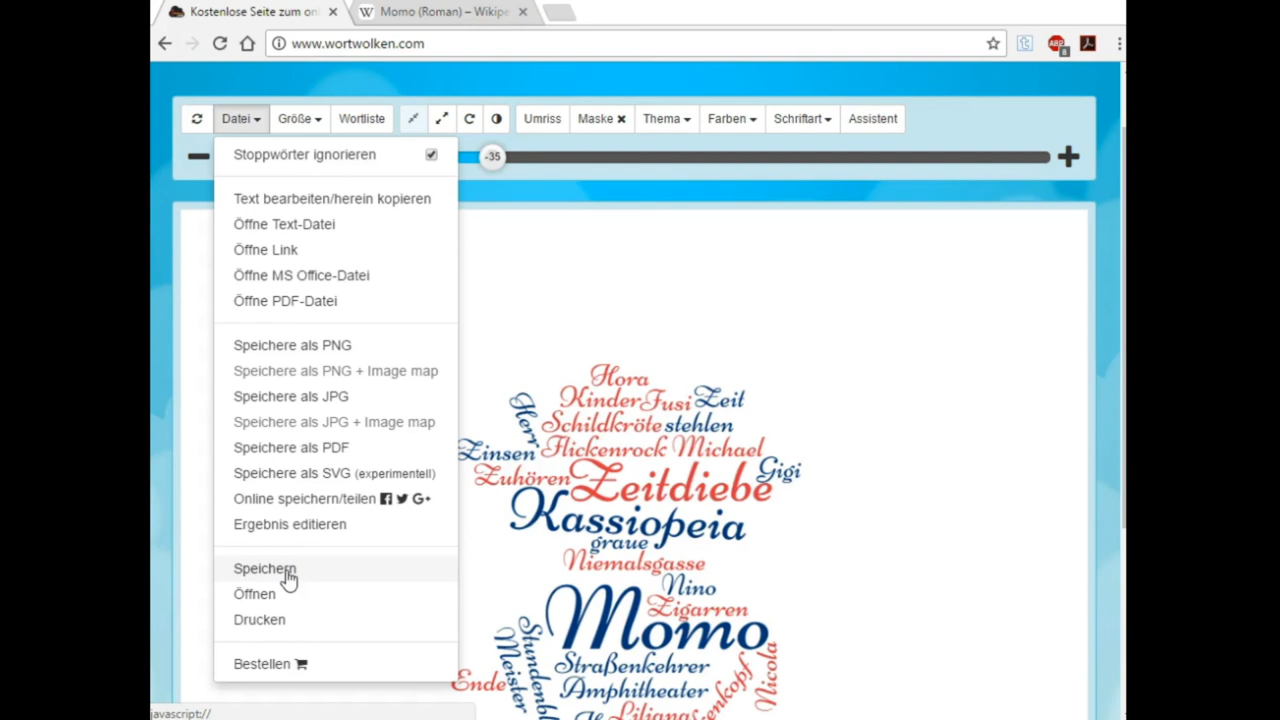 Kostenlose Seite zum onl
Momo (Roman) – Wikipe
www.wortwolken.com
Datei
Größe
Wortliste
Umriss
Maske
Thema
Farben
Schriftart
Assistent
-35
Stoppwörter ignorieren
Text bearbeiten/herein kopieren
Öffne Text-Datei
Öffne Link
Öffne MS Office-Datei
Öffne PDF-Datei
Speichere als PNG
Speichere als PNG + Image map
Speichere als JPG
Speichere als JPG + Image map
Speichere als PDF
Speichere als SVG (experimentell)
Online speichern/teilen
Ergebnis editieren
Speichern
Öffnen
Drucken
Bestellen
Hora
Kinder Fusi Zeit
Herr
Schildkröte stehlen
Zinsen Flickenrock Michael
Zuhören Zeitdiebe Gigi
Kassiopeia
graue
Niemalsgasse
Nino
Zigarren
Momo
Straßenkehrer
Amphitheater
Stundenbl
Meister
Ende
Nicola
javascript://